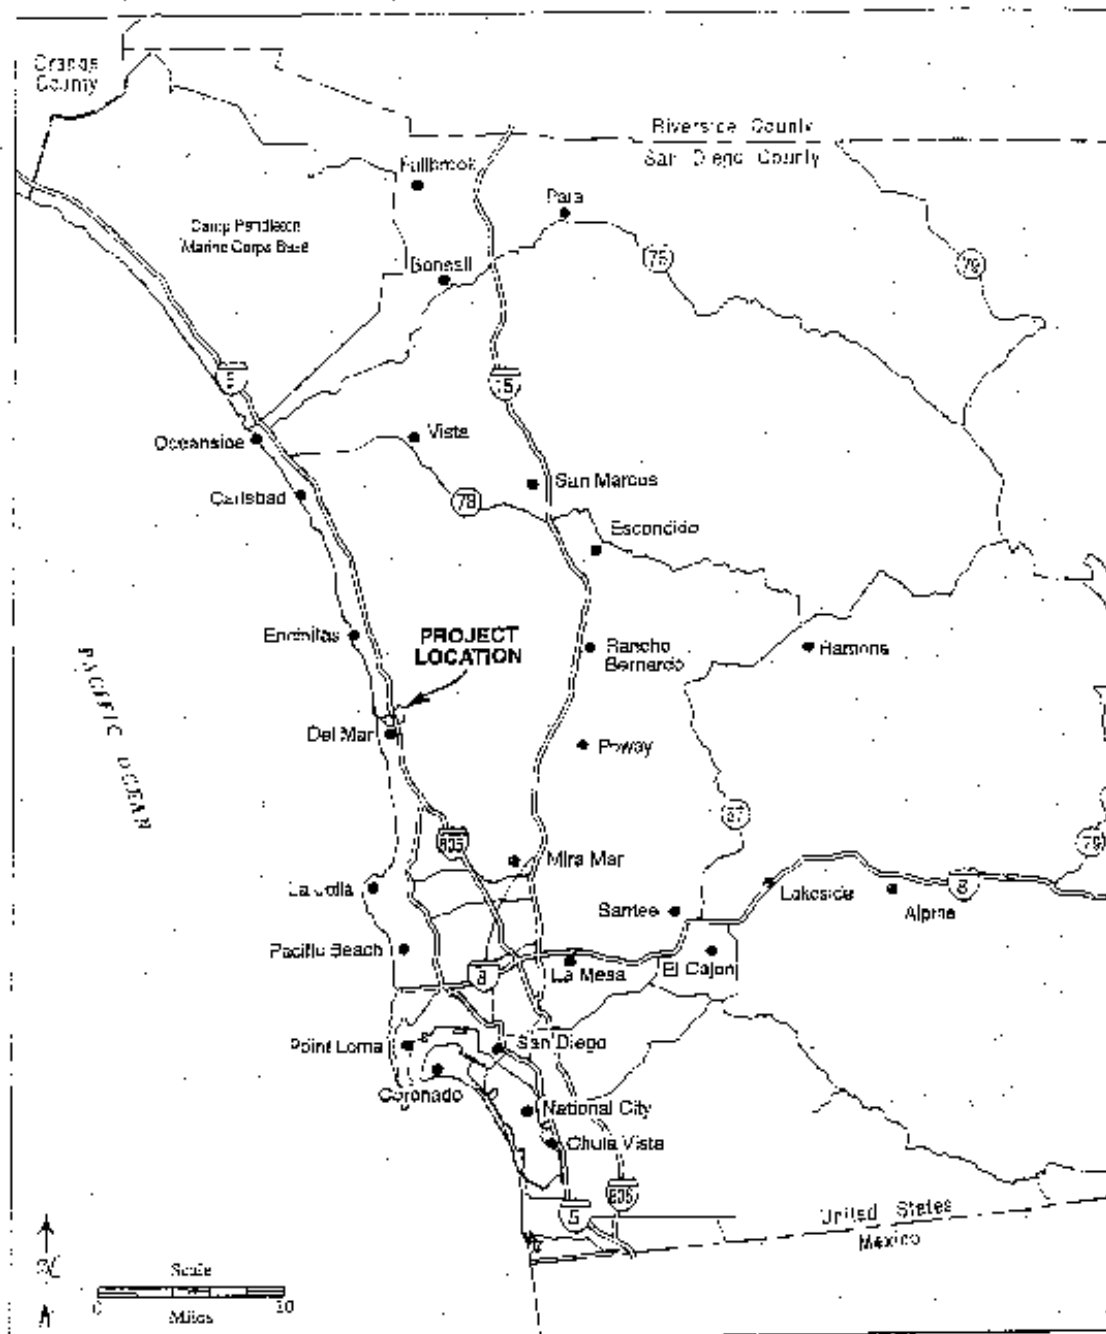 Orange
County
Riverside County
San Diego County
Fallbrook
Pala
Camp Pendleton
Marine Corps Base
Bonsall
76
79
5
15
Oceanside
Vista
Carlsbad
San Marcos
78
Escondido
Encinitas
PROJECT
LOCATION
Rancho
Bernardo
Ramona
PACIFIC OCEAN
Del Mar
Poway
67
805
79
Mira Mar
La Jolla
Lakeside
8
Santee
Alpine
Pacific Beach
8
La Mesa
El Cajon
Point Loma
San Diego
Coronado
National City
Chula Vista
805
5
United States
Mexico
Scale
0 10
Miles